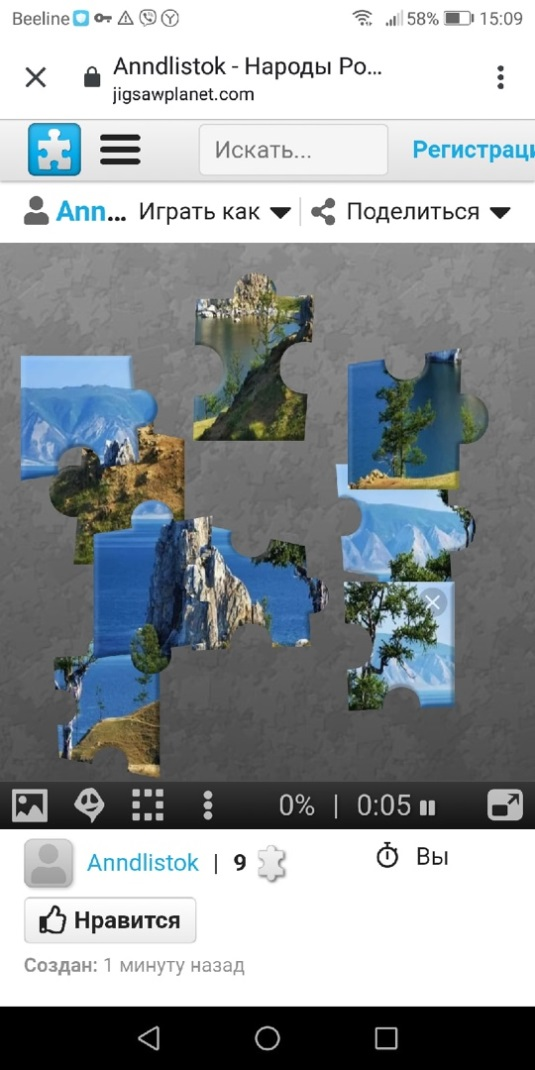 Beeline 58% 15:09
Anndlistok - Народы Ро...
jigsawplanet.com
Искать... Регистраци
Ann... Играть как Поделиться
0% | 0:05
Anndlistok | 9 Вы
Нравится
Создан: 1 минуту назад